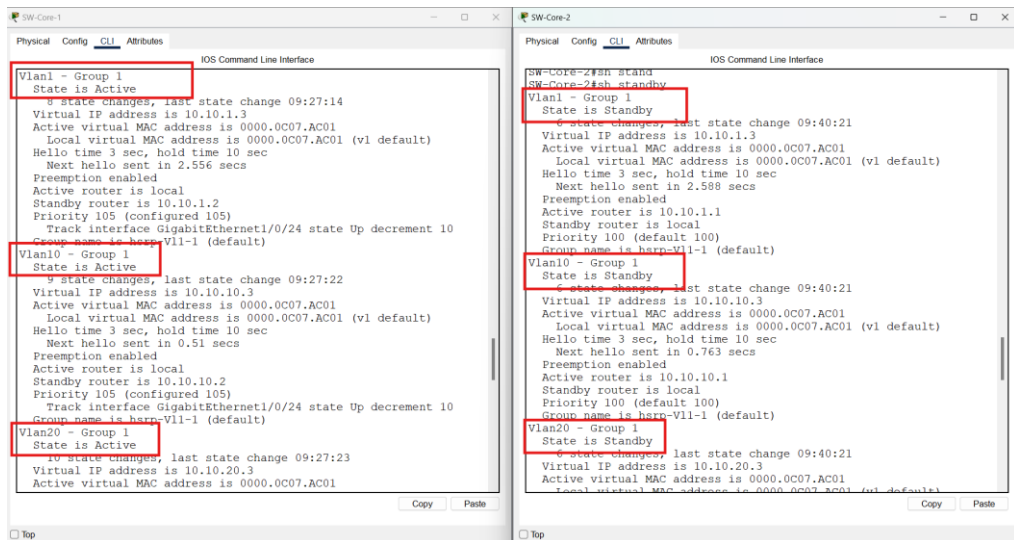 SW-Core-1
Physical Config CLI Attributes
IOS Command Line Interface
Vlan1 - Group 1
State is Active
8 state changes, last state change 09:27:14
Virtual IP address is 10.10.1.3
Active virtual MAC address is 0000.0C07.AC01
Local virtual MAC address is 0000.0C07.AC01 (v1 default)
Hello time 3 sec, hold time 10 sec
Next hello sent in 2.556 secs
Preemption enabled
Active router is local
Standby router is 10.10.1.2
Priority 105 (configured 105)
Track interface GigabitEthernet1/0/24 state Up decrement 10
Group name is hsrp-Vl1-1 (default)
Vlan10 - Group 1
State is Active
9 state changes, last state change 09:27:22
Virtual IP address is 10.10.10.3
Active virtual MAC address is 0000.0C07.AC01
Local virtual MAC address is 0000.0C07.AC01 (v1 default)
Hello time 3 sec, hold time 10 sec
Next hello sent in 0.51 secs
Preemption enabled
Active router is local
Standby router is 10.10.10.2
Priority 105 (configured 105)
Track interface GigabitEthernet1/0/24 state Up decrement 10
Group name is hsrp-Vl1-1 (default)
Vlan20 - Group 1
State is Active
10 state changes, last state change 09:27:23
Virtual IP address is 10.10.20.3
Active virtual MAC address is 0000.0C07.AC01
Copy Paste
Top
SW-Core-2
Physical Config CLI Attributes
IOS Command Line Interface
SW-Core-2#sh stand
SW-Core-2#sh standby
Vlan1 - Group 1
State is Standby
6 state changes, last state change 09:40:21
Virtual IP address is 10.10.1.3
Active virtual MAC address is 0000.0C07.AC01
Local virtual MAC address is 0000.0C07.AC01 (v1 default)
Hello time 3 sec, hold time 10 sec
Next hello sent in 2.588 secs
Preemption enabled
Active router is 10.10.1.1
Standby router is local
Priority 100 (default 100)
Group name is hsrp-Vl1-1 (default)
Vlan10 - Group 1
State is Standby
6 state changes, last state change 09:40:21
Virtual IP address is 10.10.10.3
Active virtual MAC address is 0000.0C07.AC01
Local virtual MAC address is 0000.0C07.AC01 (v1 default)
Hello time 3 sec, hold time 10 sec
Next hello sent in 0.763 secs
Preemption enabled
Active router is 10.10.10.1
Standby router is local
Priority 100 (default 100)
Group name is hsrp-Vl1-1 (default)
Vlan20 - Group 1
State is Standby
6 state changes, last state change 09:40:21
Virtual IP address is 10.10.20.3
Active virtual MAC address is 0000.0C07.AC01
Local virtual MAC address is 0000.0C07.AC01 (v1 default)
Copy Paste
Top